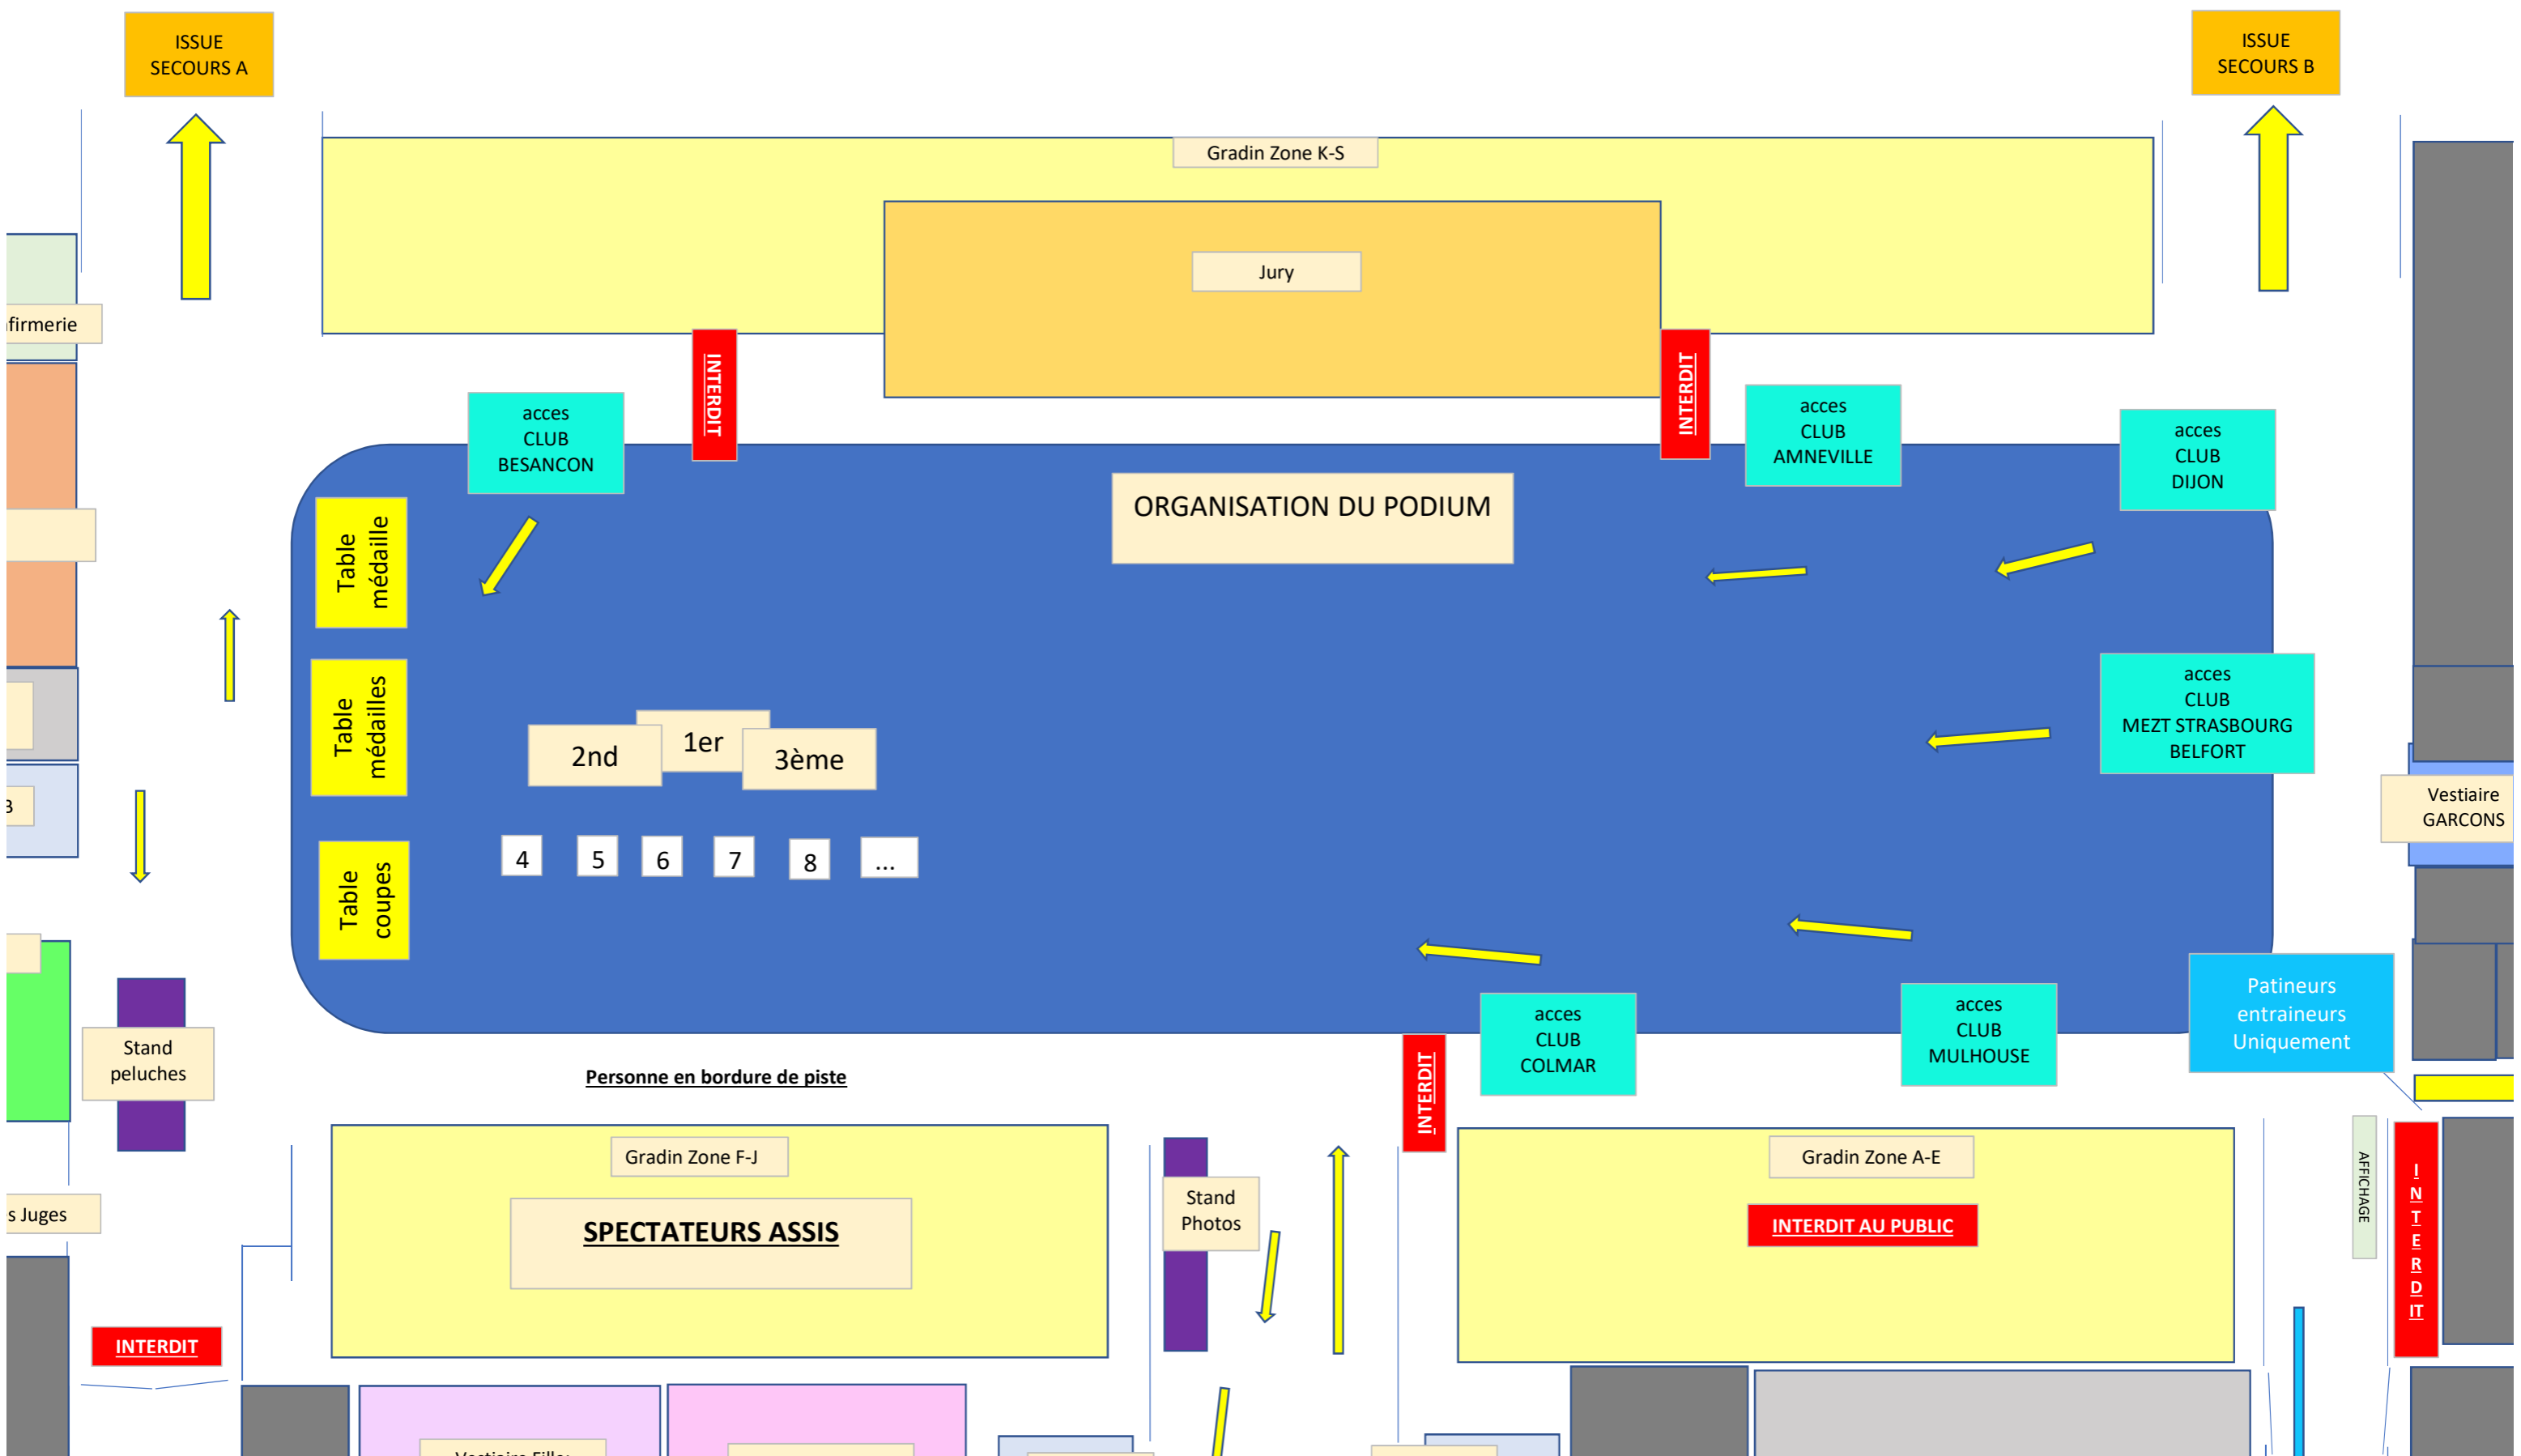 ISSUE
SECOURS A
ISSUE
SECOURS B
Gradin Zone K-S
Jury
firmerie
INTERDIT
INTERDIT
acces
CLUB
BESANCON
acces
CLUB
AMNEVILLE
acces
CLUB
DIJON
ORGANISATION DU PODIUM
Table
médaille
Table
médailles
Table
coupes
acces
CLUB
MEZT STRASBOURG
BELFORT
1er
2nd
3ème
4
5
6
7
8
...
Vestiaire
GARCONS
Patineurs
entraineurs
Uniquement
acces
CLUB
COLMAR
acces
CLUB
MULHOUSE
Stand
peluches
Personne en bordure de piste
INTERDIT
Gradin Zone F-J
SPECTATEURS ASSIS
Stand
Photos
Gradin Zone A-E
INTERDIT AU PUBLIC
AFFICHAGE
INTERDIT
s Juges
INTERDIT